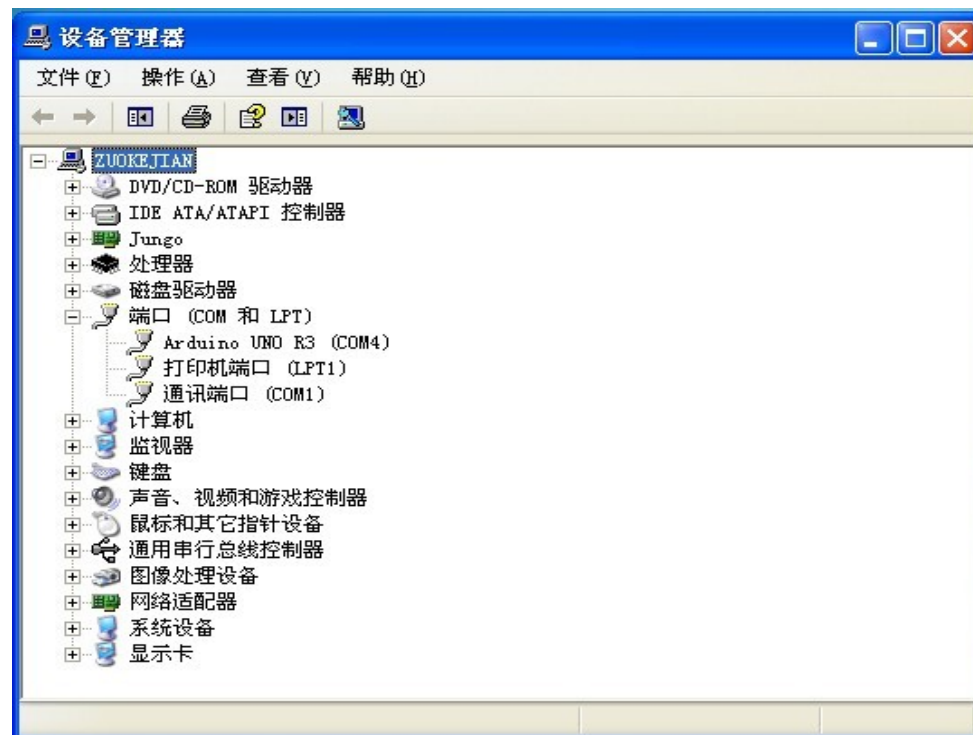 设备管理器
文件(F) 操作(A) 查看(V) 帮助(H)
ZUOKEJIAN
DVD/CD-ROM 驱动器
IDE ATA/ATAPI 控制器
Jungo
处理器
磁盘驱动器
端口 (COM 和 LPT)
Arduino UNO R3 (COM4)
打印机端口 (LPT1)
通讯端口 (COM1)
计算机
监视器
键盘
声音、视频和游戏控制器
鼠标和其它指针设备
通用串行总线控制器
图像处理设备
网络适配器
系统设备
显示卡